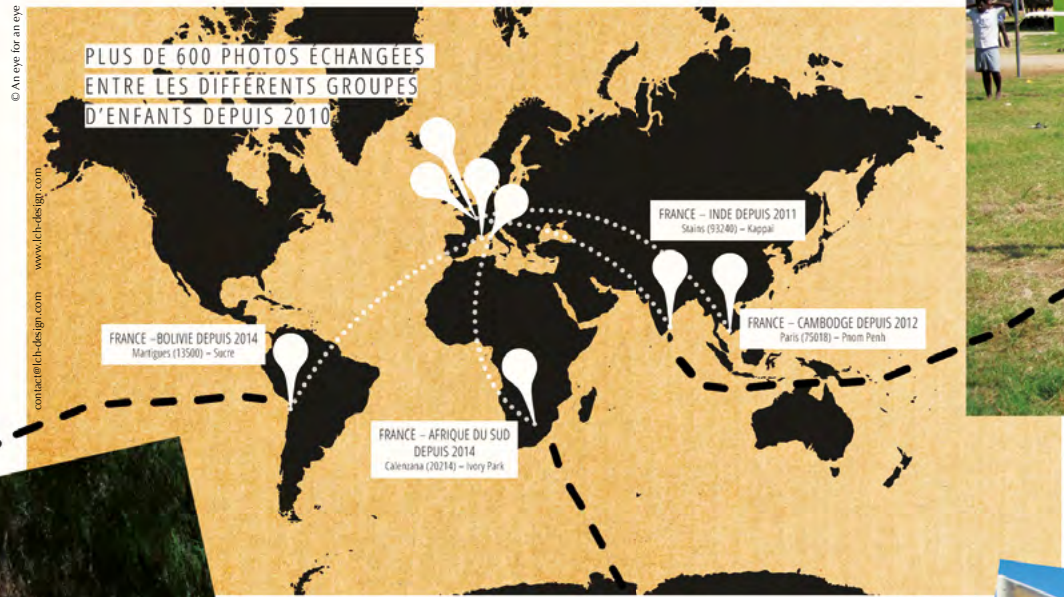 © An eye for an eye
PLUS DE 600 PHOTOS ÉCHANGÉES
ENTRE LES DIFFÉRENTS GROUPES
D'ENFANTS DEPUIS 2010
www.lch-design.com
contact@lch-design.com
FRANCE – INDE DEPUIS 2011
Stains (93240) – Kappai
FRANCE – CAMBODGE DEPUIS 2012
Paris (75018) – Pnom Penh
FRANCE –BOLIVIE DEPUIS 2014
Martigues (13500) – Sucre
FRANCE – AFRIQUE DU SUD
DEPUIS 2014
Calenzana (20214) – Ivory Park